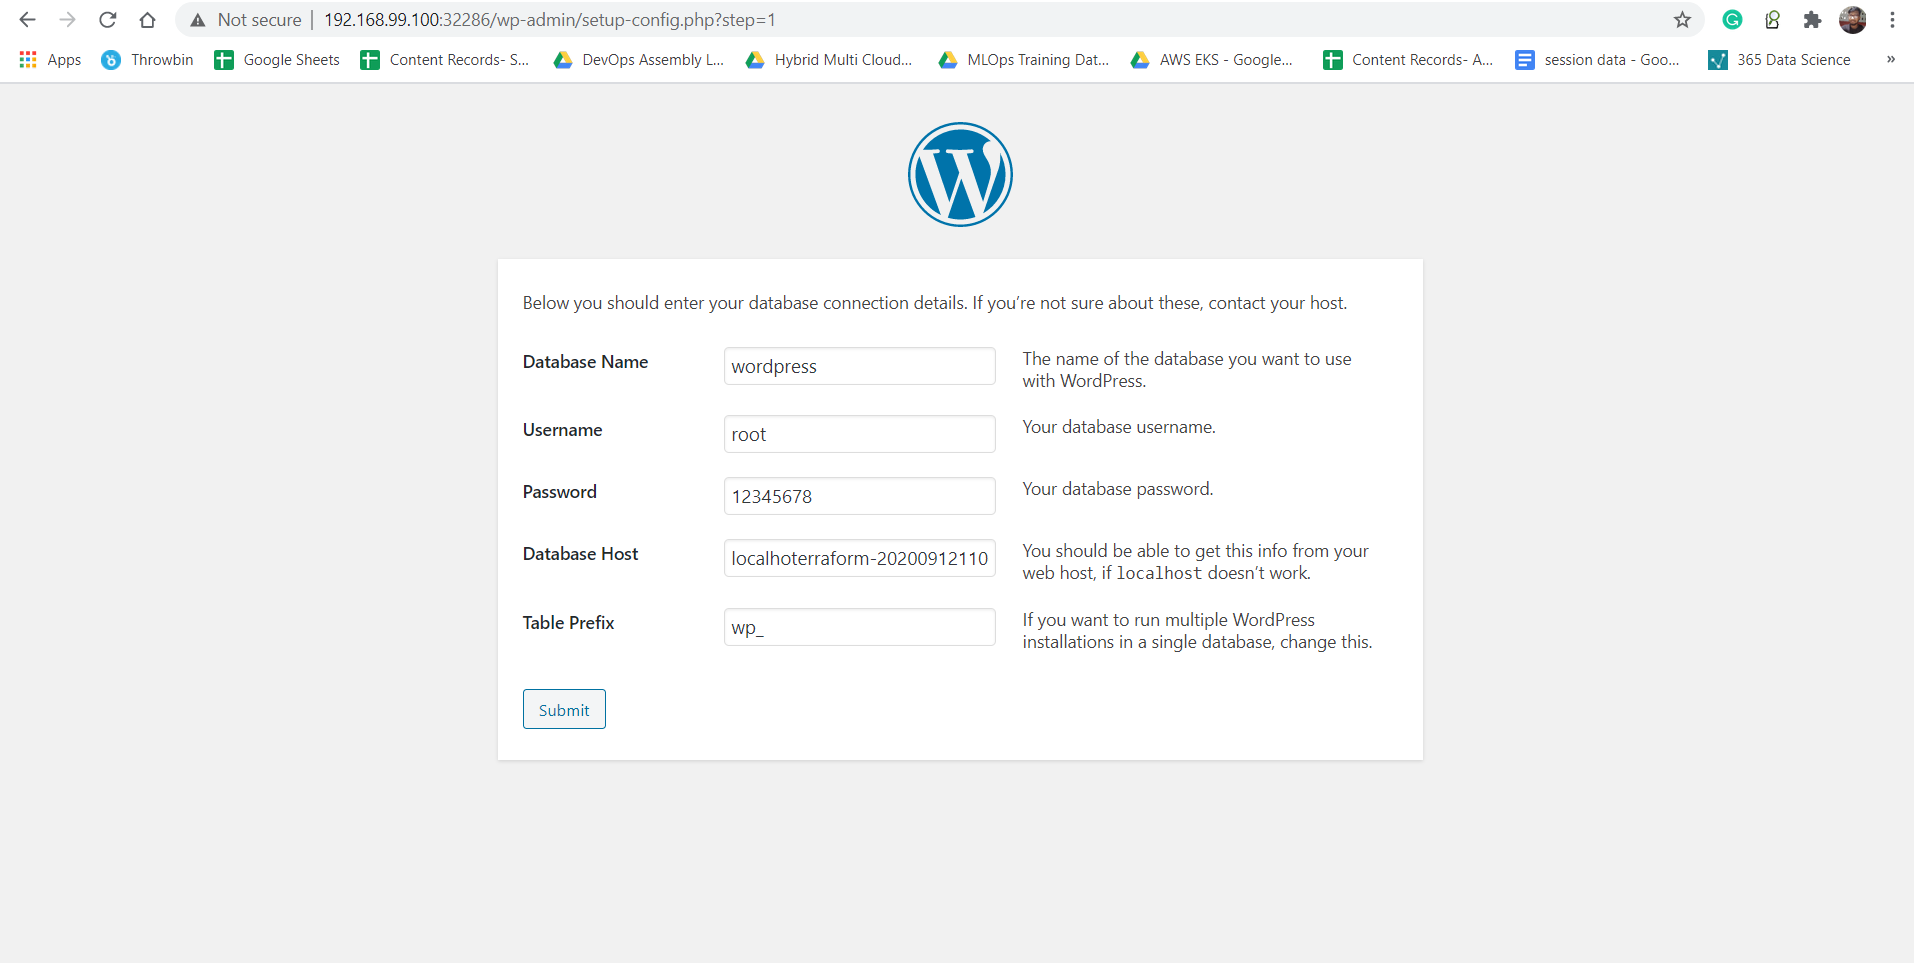 Not secure | 192.168.99.100:32286/wp-admin/setup-config.php?step=1
Apps Throwbin Google Sheets Content Records- S... DevOps Assembly L... Hybrid Multi Cloud... MLOps Training Dat... AWS EKS - Google... Content Records- A... session data - Goo... 365 Data Science »
Below you should enter your database connection details. If you’re not sure about these, contact your host.
Database Name
wordpress
The name of the database you want to use
with WordPress.
Username
root
Your database username.
Password
12345678
Your database password.
Database Host
localhoterraform-20200912110
You should be able to get this info from your
web host, if localhost doesn’t work.
Table Prefix
wp_
If you want to run multiple WordPress
installations in a single database, change this.
Submit